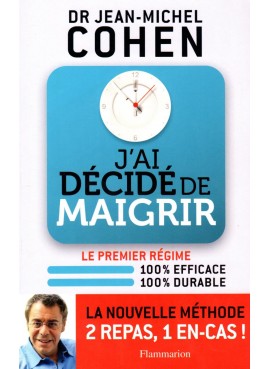 DR JEAN-MICHEL
COHEN
J'AI
DÉCIDÉ DE
MAIGRIR
LE PREMIER RÉGIME
100% EFFICACE
100% DURABLE
LA NOUVELLE MÉTHODE
2 REPAS, 1 EN-CAS !
Flammarion